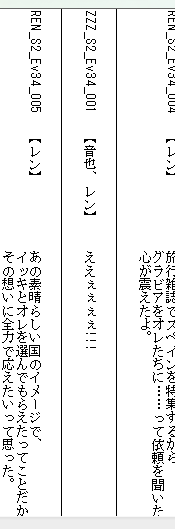 REN_S2_Ev34_004
旅行雑誌でスペインを特集するから
グラビアをオレたちに……って依頼を聞いた
心が震えたよ。
ZZZ_S2_Ev34_001
【音也、レン】
ええぇぇぇぇ!!!
REN_S2_Ev34_005
【レン】
あの素晴らしい国のイメージで、
イッキとオレを選んでもらえたってことだか
その想いに全力で応えたいって思った。